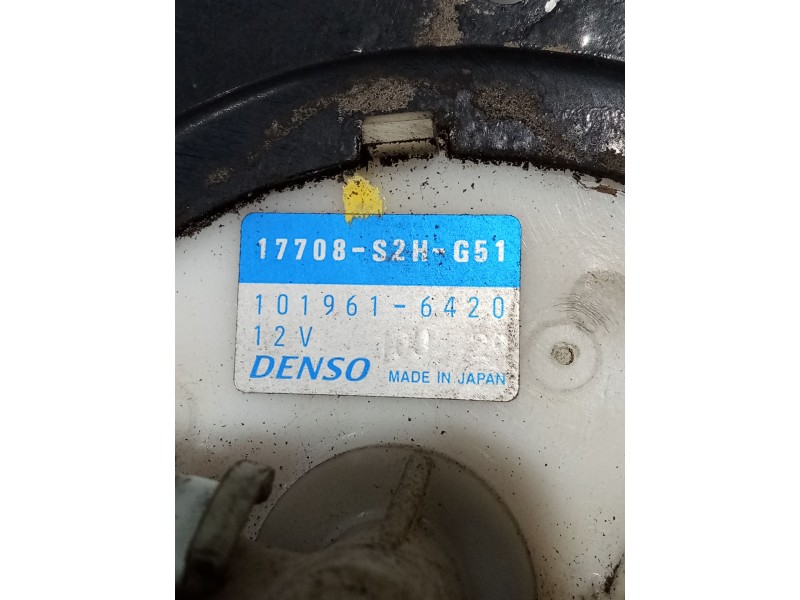 17708-S2H-G51
101961-6420
12V
DENSO MADE IN JAPAN